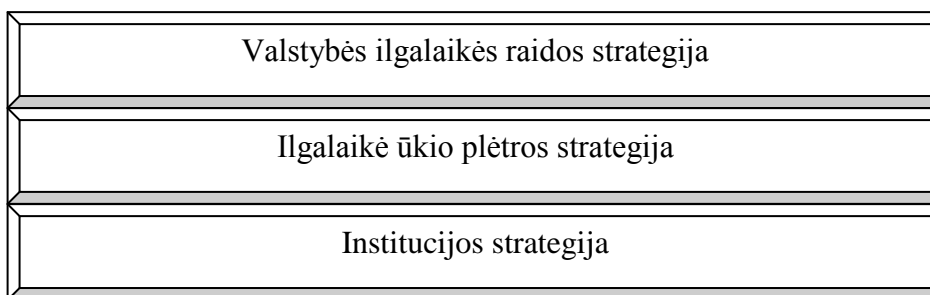 Valstybės ilgalaikės raidos strategija
Ilgalaikė ūkio plėtros strategija
Institucijos strategija